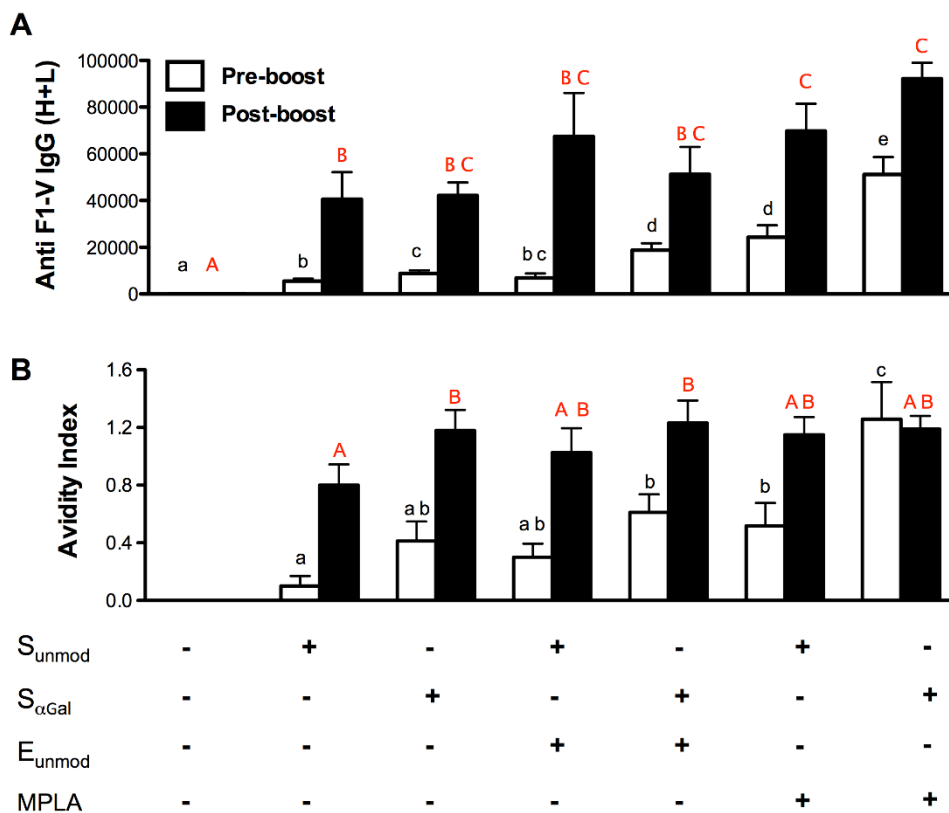 A
Anti F1-V IgG (H+L)
100000
80000
60000
40000
20000
0
Pre-boost
Post-boost
a A
b B
c B C
b c B C
d B C
d C
e C
B
Avidity Index
1.6
1.2
0.8
0.4
0.0
a A
a b B
a b A B
b B
b A B
c A B
Sunmod - + - + - + -
SαGal - - + - + - +
Eunmod - - - + + - -
MPLA - - - - - + +